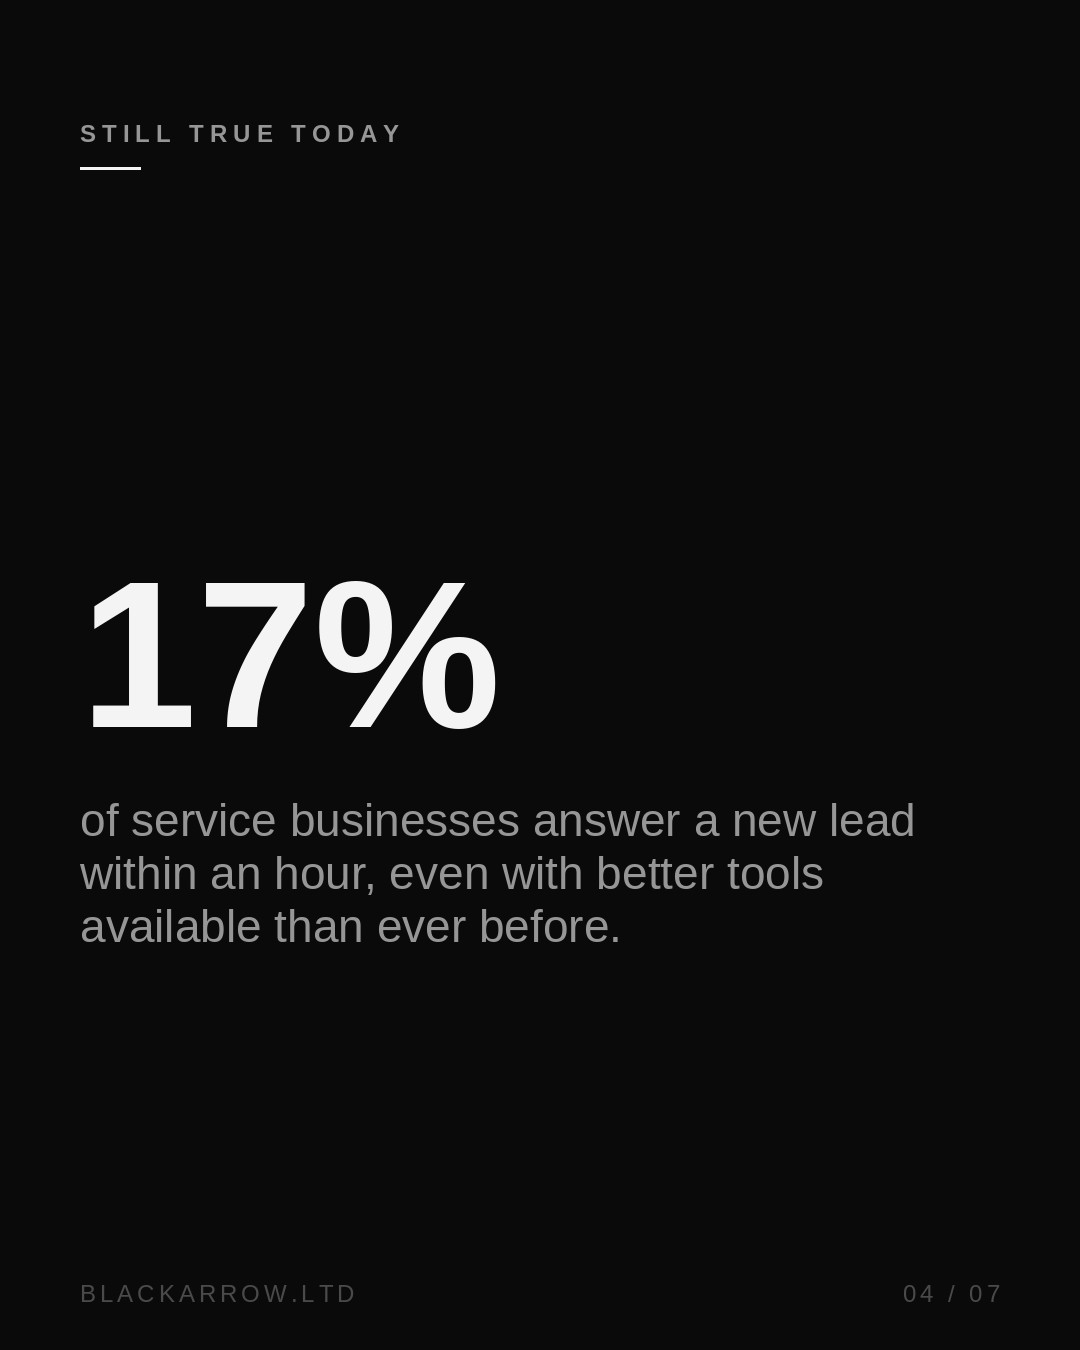 STILL TRUE TODAY
17%
of service businesses answer a new lead
within an hour, even with better tools
available than ever before.
BLACKARROW.LTD
04 / 07